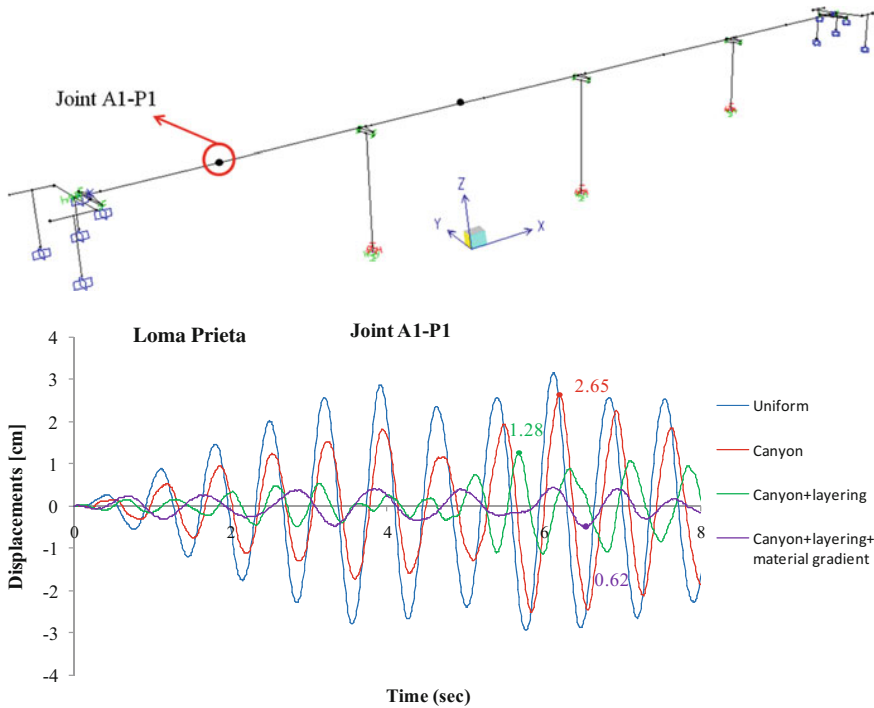 Joint A1-P1
Z
Y
X
Loma Prieta
Joint A1-P1
Displacements [cm]
4
3
2
1
0
-1
-2
-3
-4
0
2
4
6
8
2.65
1.28
0.62
Uniform
Canyon
Canyon+layering
Canyon+layering+
material gradient
Time (sec)